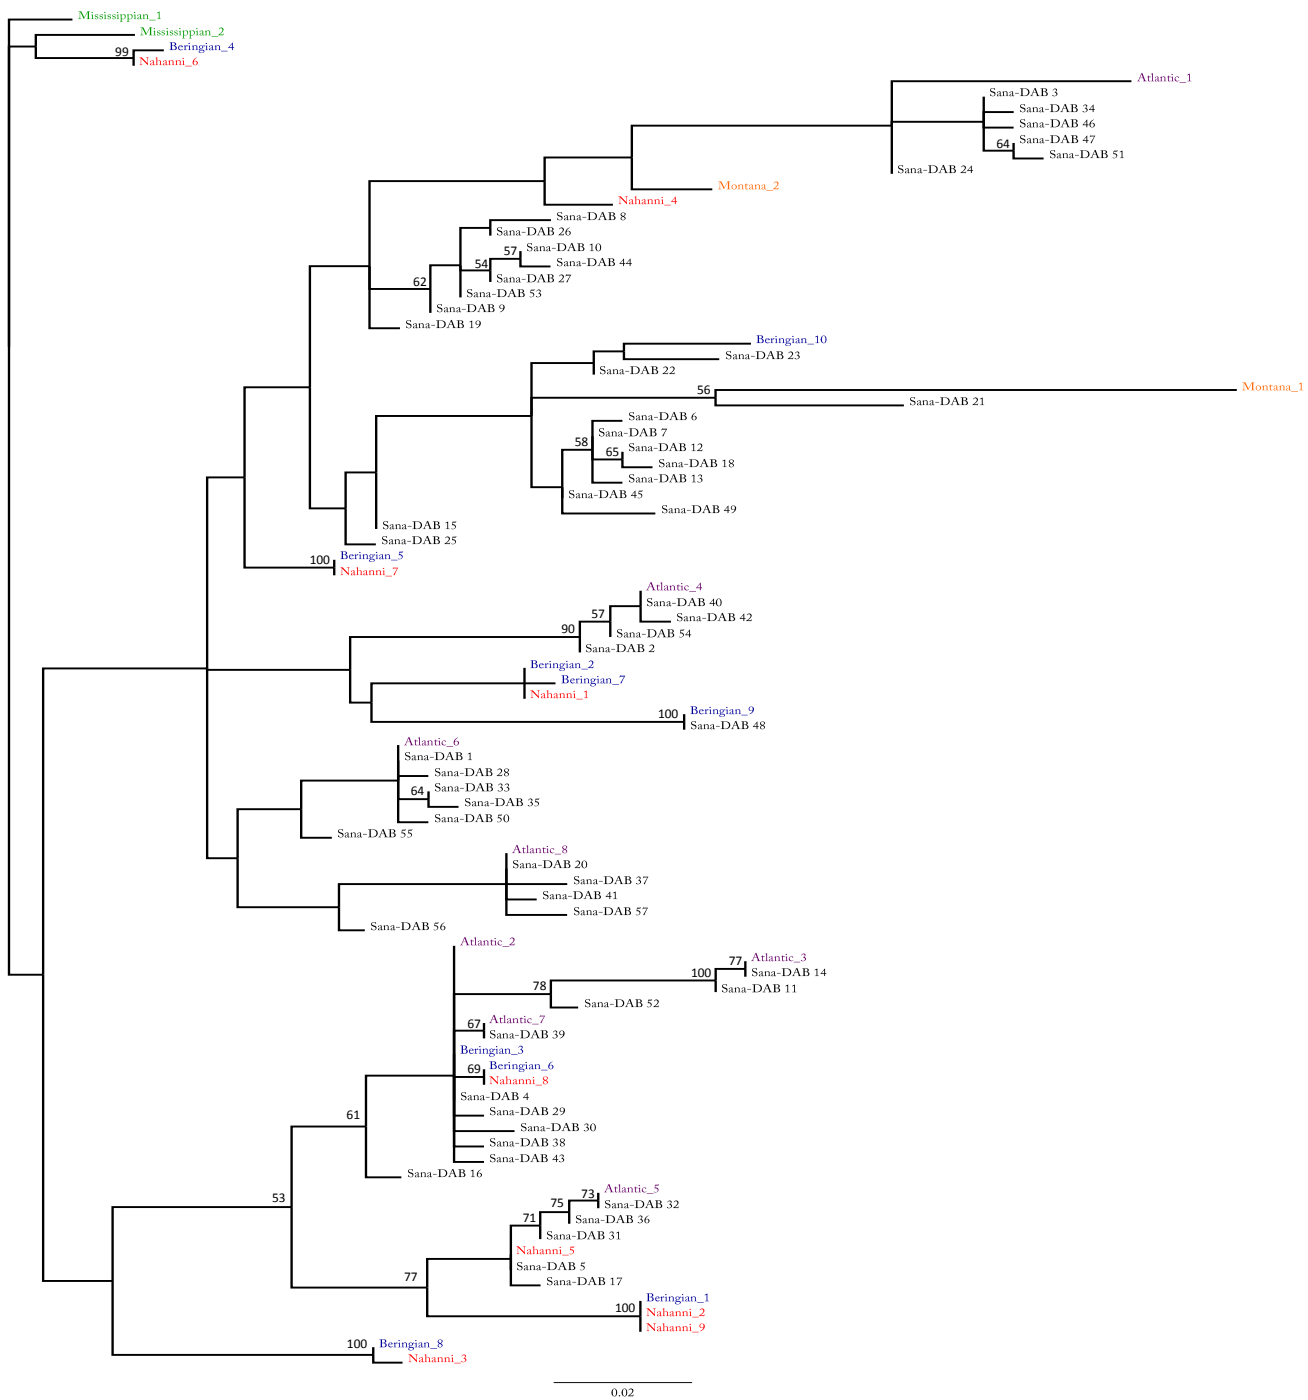 Mississippian_1
Mississippian_2
99 Beringian_4
Nahanni_6
Atlantic_1
Sana-DAB 3
Sana-DAB 34
Sana-DAB 46
Sana-DAB 47
64 Sana-DAB 51
Sana-DAB 24
Montana_2
Nahanni_4
Sana-DAB 8
Sana-DAB 26
57 Sana-DAB 10
54 Sana-DAB 44
Sana-DAB 27
62 Sana-DAB 53
Sana-DAB 9
Sana-DAB 19
Beringian_10
Sana-DAB 23
Sana-DAB 22
56 Montana_1
Sana-DAB 21
Sana-DAB 6
Sana-DAB 7
58 Sana-DAB 12
65 Sana-DAB 18
Sana-DAB 13
Sana-DAB 45
Sana-DAB 49
Sana-DAB 15
Sana-DAB 25
100 Beringian_5
Nahanni_7
Atlantic_4
Sana-DAB 40
57 Sana-DAB 42
90 Sana-DAB 54
Sana-DAB 2
Beringian_2
Beringian_7
Nahanni_1
100 Beringian_9
Sana-DAB 48
Atlantic_6
Sana-DAB 1
Sana-DAB 28
64 Sana-DAB 33
Sana-DAB 35
Sana-DAB 50
Sana-DAB 55
Atlantic_8
Sana-DAB 20
Sana-DAB 37
Sana-DAB 41
Sana-DAB 57
Sana-DAB 56
Atlantic_2
77 Atlantic_3
100 Sana-DAB 14
78 Sana-DAB 11
Sana-DAB 52
67 Atlantic_7
Sana-DAB 39
Beringian_3
69 Beringian_6
Nahanni_8
Sana-DAB 4
61 Sana-DAB 29
Sana-DAB 30
Sana-DAB 38
Sana-DAB 43
Sana-DAB 16
53 73 Atlantic_5
75 Sana-DAB 32
71 Sana-DAB 36
Sana-DAB 31
Nahanni_5
Sana-DAB 5
77 Sana-DAB 17
Beringian_1
100 Nahanni_2
Nahanni_9
100 Beringian_8
Nahanni_3
0.02